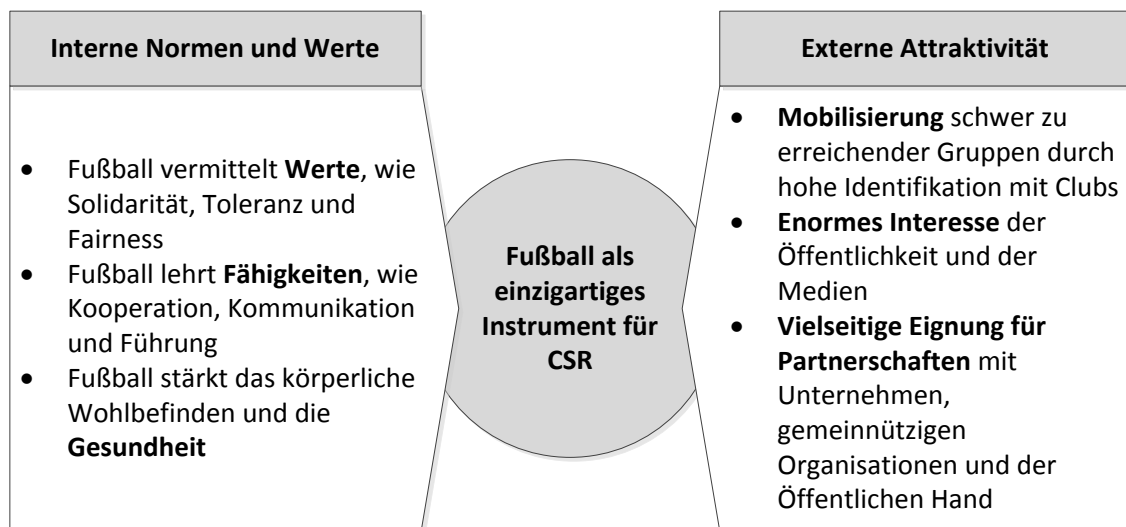 Interne Normen und Werte
• Fußball vermittelt Werte, wie
Solidarität, Toleranz und
Fairness
• Fußball lehrt Fähigkeiten, wie
Kooperation, Kommunikation
und Führung
• Fußball stärkt das körperliche
Wohlbefinden und die
Gesundheit
Fußball als
einzigartiges
Instrument für
CSR
Externe Attraktivität
• Mobilisierung schwer zu
erreichender Gruppen durch
hohe Identifikation mit Clubs
• Enormes Interesse der
Öffentlichkeit und der
Medien
• Vielseitige Eignung für
Partnerschaften mit
Unternehmen,
gemeinnützigen
Organisationen und der
Öffentlichen Hand